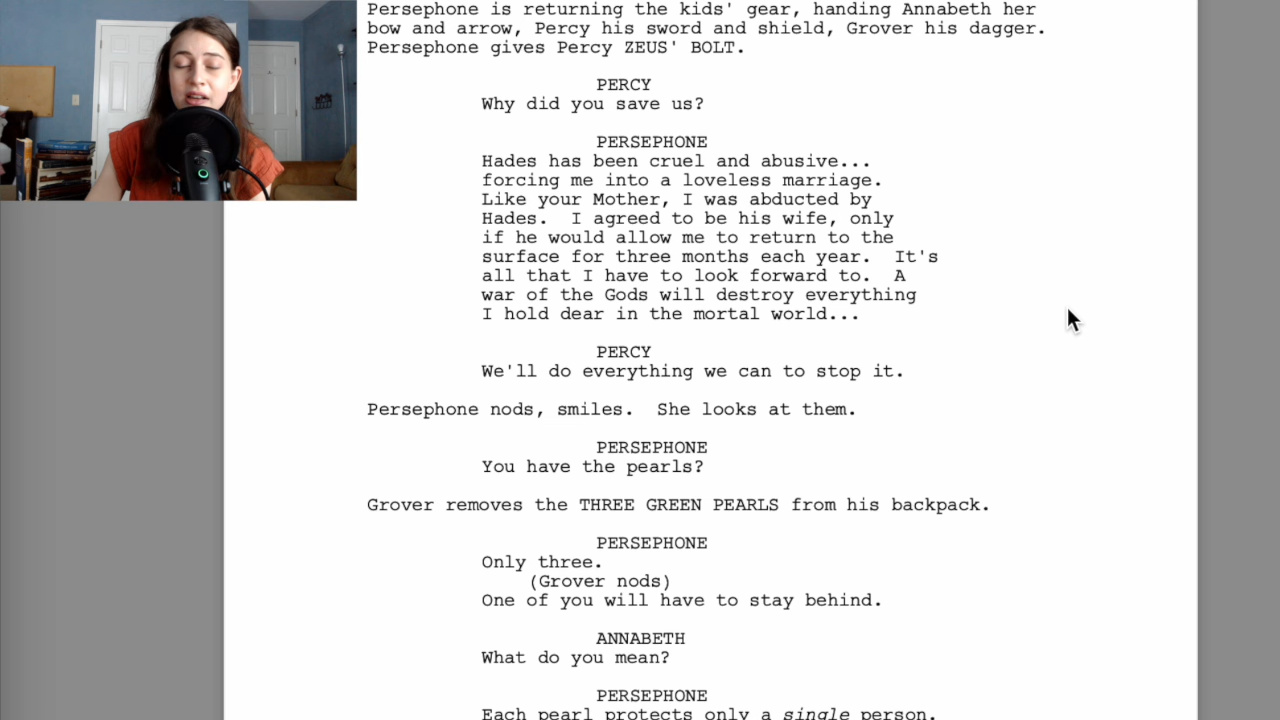 Persephone is returning the kids' gear, handing Annabeth her
bow and arrow, Percy his sword and shield, Grover his dagger.
Persephone gives Percy ZEUS' BOLT.
PERCY
Why did you save us?
PERSEPHONE
Hades has been cruel and abusive...
forcing me into a loveless marriage.
Like your Mother, I was abducted by
Hades.  I agreed to be his wife, only
if he would allow me to return to the
surface for three months each year.  It's
all that I have to look forward to.  A
war of the Gods will destroy everything
I hold dear in the mortal world...
PERCY
We'll do everything we can to stop it.
Persephone nods, smiles.  She looks at them.
PERSEPHONE
You have the pearls?
Grover removes the THREE GREEN PEARLS from his backpack.
PERSEPHONE
Only three.
(Grover nods)
One of you will have to stay behind.
ANNABETH
What do you mean?
PERSEPHONE
Each pearl protects only a single person.